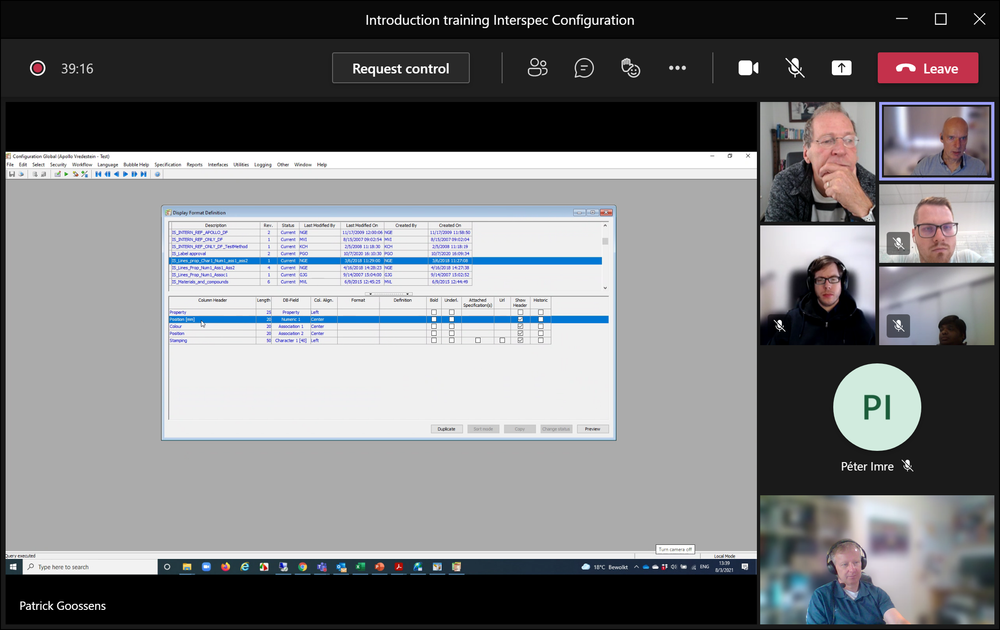 Introduction training Interspec Configuration
39:16
Request control
Leave
Configuration Global (Apollo Vredestein - Test)
File Edit Select Security Workflow Language Bubble Help Specification Reports Interfaces Utilities Logging Other Window Help
Display Format Definition
Description Rev. Status Last Modified By Last Modified On Created By Created On
IS_INTERN_REF_APOLLO_DF 2 Current NGE 11/17/2009 12:00:06 NGE 11/17/2009 11:58:50
IS_INTERN_REF_ONLY_DF 1 Current MVI 8/15/2007 09:02:54 MVI 8/15/2007 09:02:04
IS_INTERN_REF_ONLY_DF_TestMethod 1 Current KCH 2/5/2008 11:18:30 KCH 2/5/2008 11:18:19
IS_Label approval 2 Current PGO 10/7/2020 16:10:30 PGO 10/7/2020 16:09:34
IS_Lines_prop_Char1_Num1_ass1_ass2 1 Current NGE 3/6/2018 11:29:00 NGE 3/6/2018 11:27:08
IS_Lines_Prop_Num1_Ass1_Ass2 4 Current NGE 4/16/2018 14:28:23 NGE 4/16/2018 14:27:38
IS_Lines_Prop_Num1_Assoc1 1 Current GJG 9/14/2007 15:04:00 GJG 9/14/2007 15:02:52
IS_Materials_and_compounds 6 Current MVL 6/9/2015 12:45:25 MVL 6/9/2015 12:44:49
Column Header Length DB-Field Col. Align. Format Definition Bold Underl. Attached Specification(s) Url Show Header Historic
Property 25 Property Left
Position [mm] 20 Numeric 1 Center
Colour 20 Association 1 Center
Position 20 Association 2 Center
Stamping 50 Character 1 [40] Left
Duplicate Sort mode Copy Change status Preview
PI
Péter Imre
Turn camera off
Query executed
Local Mode
Type here to search
18°C Bewolkt
ENG
13:39
8/3/2021
Patrick Goossens